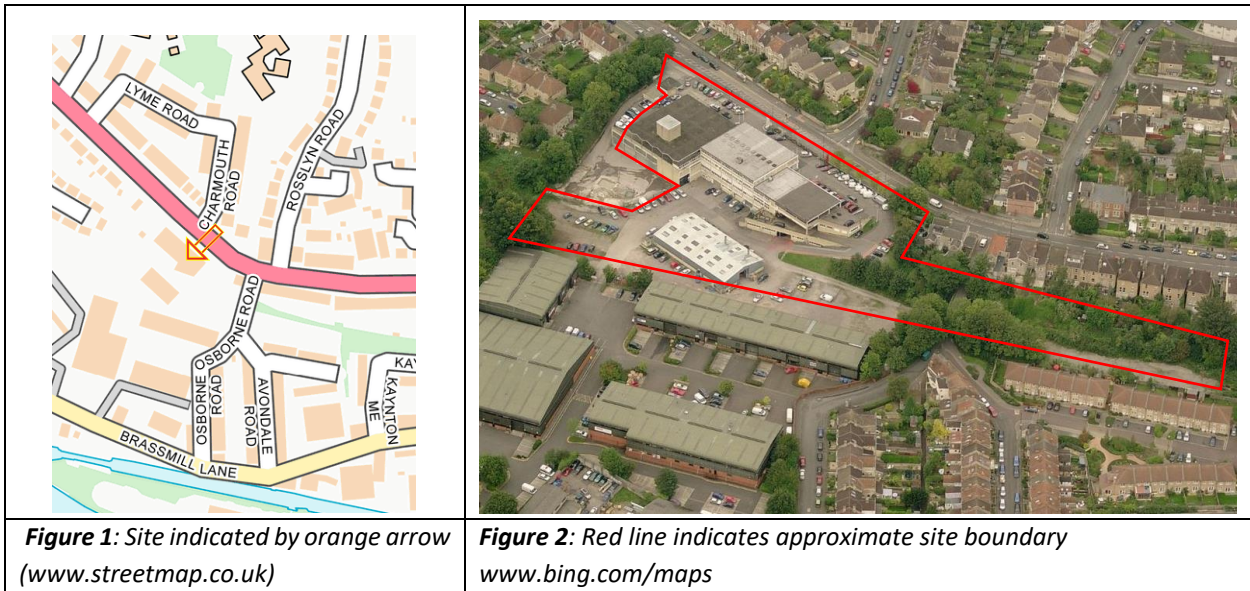 LYME ROAD
CHARMOUTH
ROAD
ROSSLYN ROAD
OSBORNE OSBORNE ROAD
ROAD
AVONDALE
ROAD
KAY
KAYNTON
ME
BRASSMILL LANE
Figure 1: Site indicated by orange arrow
(www.streetmap.co.uk)
Figure 2: Red line indicates approximate site boundary
www.bing.com/maps